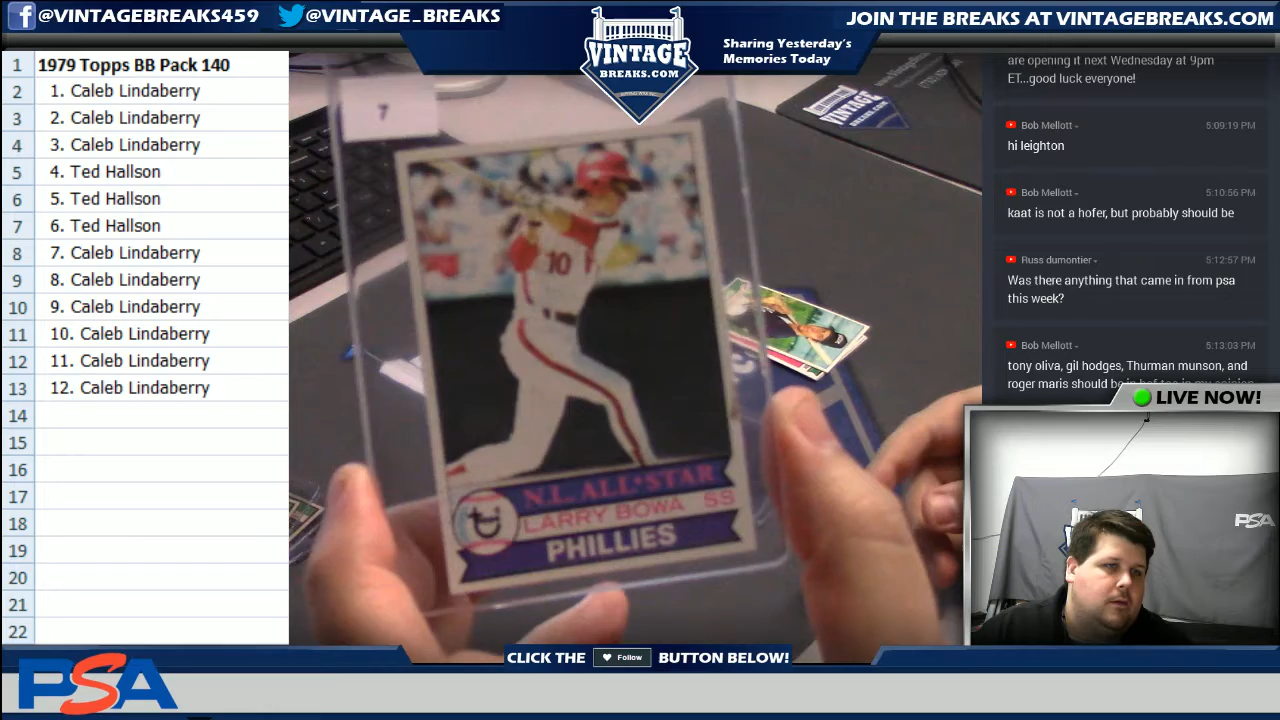 @VINTAGEBREAKS459
@VINTAGE_BREAKS
VINTAGE
BREAKS.COM
Sharing Yesterday's
Memories Today
JOIN THE BREAKS AT VINTAGEBREAKS.COM
1 1979 Topps BB Pack 140
2 1. Caleb Lindaberry
3 2. Caleb Lindaberry
4 3. Caleb Lindaberry
5 4. Ted Hallson
6 5. Ted Hallson
7 6. Ted Hallson
8 7. Caleb Lindaberry
9 8. Caleb Lindaberry
10 9. Caleb Lindaberry
11 10. Caleb Lindaberry
12 11. Caleb Lindaberry
13 12. Caleb Lindaberry
14
15
16
17
18
19
20
21
22
7
VINTAGE
10
N.L. ALL★STAR
LARRY BOWA SS
PHILLIES
are opening it next Wednesday at 9pm
ET...good luck everyone!
Bob Mellott - 5:09:19 PM
hi leighton
Bob Mellott - 5:10:56 PM
kaat is not a hofer, but probably should be
Russ dumontier - 5:12:57 PM
Was there anything that came in from psa
this week?
Bob Mellott - 5:13:03 PM
tony oliva, gil hodges, Thurman munson, and
roger maris should be in hof too in my opinion
LIVE NOW!
PSA
CLICK THE Follow BUTTON BELOW!
PSA